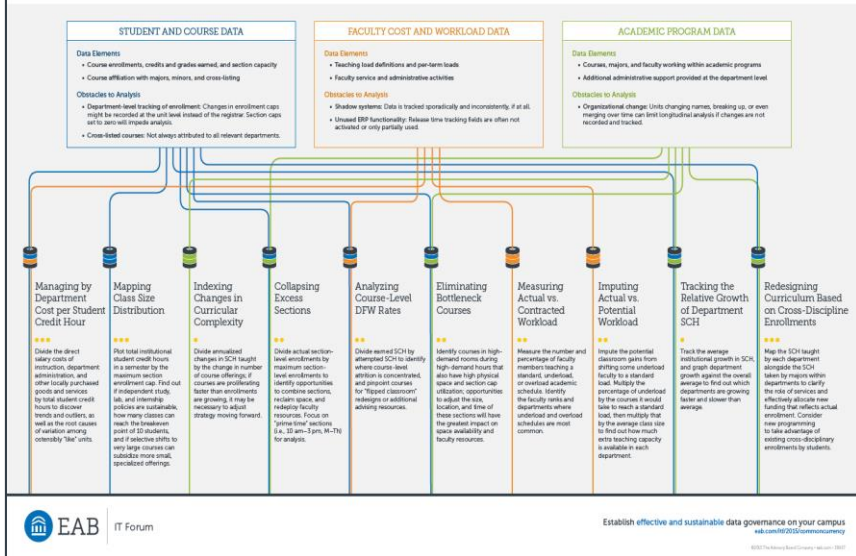 STUDENT AND COURSE DATA
Data Elements
• Course enrollments, credits and grades earned, and section capacity
• Course affiliation with majors, minors, and cross-listing
Obstacles to Analysis
• Department-level tracking of enrollment: Changes in enrollment caps
might be recorded at the unit level instead of the registrar. Section caps
set to zero will impede analysis.
• Cross-listed courses: Not always attributed to all relevant departments.
FACULTY COST AND WORKLOAD DATA
Data Elements
• Teaching load definitions and per-term loads
• Faculty service and administrative activities
Obstacles to Analysis
• Shadow systems: Data is tracked sporadically and inconsistently, if at all.
• Unused ERP functionality: Release time tracking fields are often not
activated or only partially used.
ACADEMIC PROGRAM DATA
Data Elements
• Courses, majors, and faculty working within academic programs
• Additional administrative support provided at the department level
Obstacles to Analysis
• Organizational change: Units changing names, breaking up, or even
merging over time can limit longitudinal analysis if changes are not
recorded and tracked.
Managing by
Department
Cost per Student
Credit Hour
Divide the direct
salary costs of
instruction, department
administration, and
other locally purchased
goods and services
by total student credit
hours to discover
trends and outliers, as
well as the root causes
of variation among
ostensibly "like" units.
Mapping
Class Size
Distribution
Plot total institutional
student credit hours
in a semester by the
maximum section
enrollment cap. Find out
if independent study,
lab, and internship
policies are sustainable,
how many classes can
reach the breakeven
point of 10 students,
and if selective shifts to
very large courses can
subsidize more small,
specialized offerings.
Indexing
Changes in
Curricular
Complexity
Divide annualized
changes in SCH taught
by the change in number
of course offerings; if
courses are proliferating
faster than enrollments
are growing, it may be
necessary to adjust
strategy moving forward.
Collapsing
Excess
Sections
Divide actual section-
level enrollments by
maximum section-
level enrollments to
identify opportunities
to combine sections,
reclaim space, and
redeploy faculty
resources. Focus on
"prime time" sections
(i.e., 10 am–3 pm, M–Th)
for analysis.
Analyzing
Course-Level
DFW Rates
Divide earned SCH by
attempted SCH to identify
where course-level
attrition is concentrated,
and pinpoint courses
for "flipped classroom"
redesigns or additional
advising resources.
Eliminating
Bottleneck
Courses
Identify courses in high-
demand rooms during
high-demand hours that
also have high physical
space and section cap
utilization; opportunities
to adjust the size,
location, and time of
these sections will have
the greatest impact on
space availability and
faculty resources.
Measuring
Actual vs.
Contracted
Workload
Measure the number and
percentage of faculty
members teaching a
standard, underload,
or overload academic
schedule. Identify
the faculty ranks and
departments where
underload and overload
schedules are most
common.
Imputing
Actual vs.
Potential
Workload
Impute the potential
classroom gains from
shifting some underload
faculty to a standard
load. Multiply the
percentage of underload
by the courses it would
take to reach a standard
load, then multiply that
by the average class size
to find out how much
extra teaching capacity
is available in each
department.
Tracking the
Relative Growth
of Department
SCH
Track the average
institutional growth in SCH,
and graph department
growth against the overall
average to find out which
departments are growing
faster and slower than
average.
Redesigning
Curriculum Based
on Cross-Discipline
Enrollments
Map the SCH taught
by each department
alongside the SCH
taken by majors within
departments to clarify
the role of services and
effectively allocate new
funding that reflects actual
enrollment. Consider
new programming
to take advantage of
existing cross-disciplinary
enrollments by students.
EAB
IT Forum
Establish effective and sustainable data governance on your campus
eab.com/itf/2015/commoncurrency